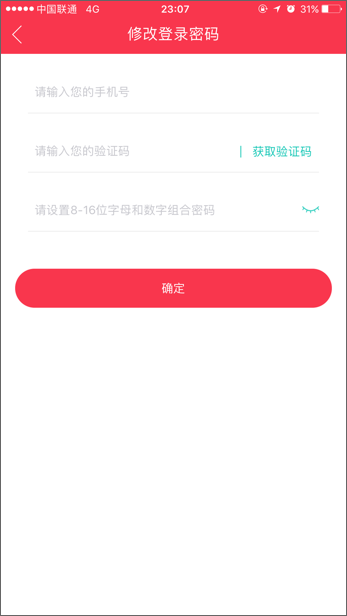 中国联通 4G 23:07 31%
修改登录密码
请输入您的手机号
请输入您的验证码 获取验证码
请设置8-16位字母和数字组合密码
确定